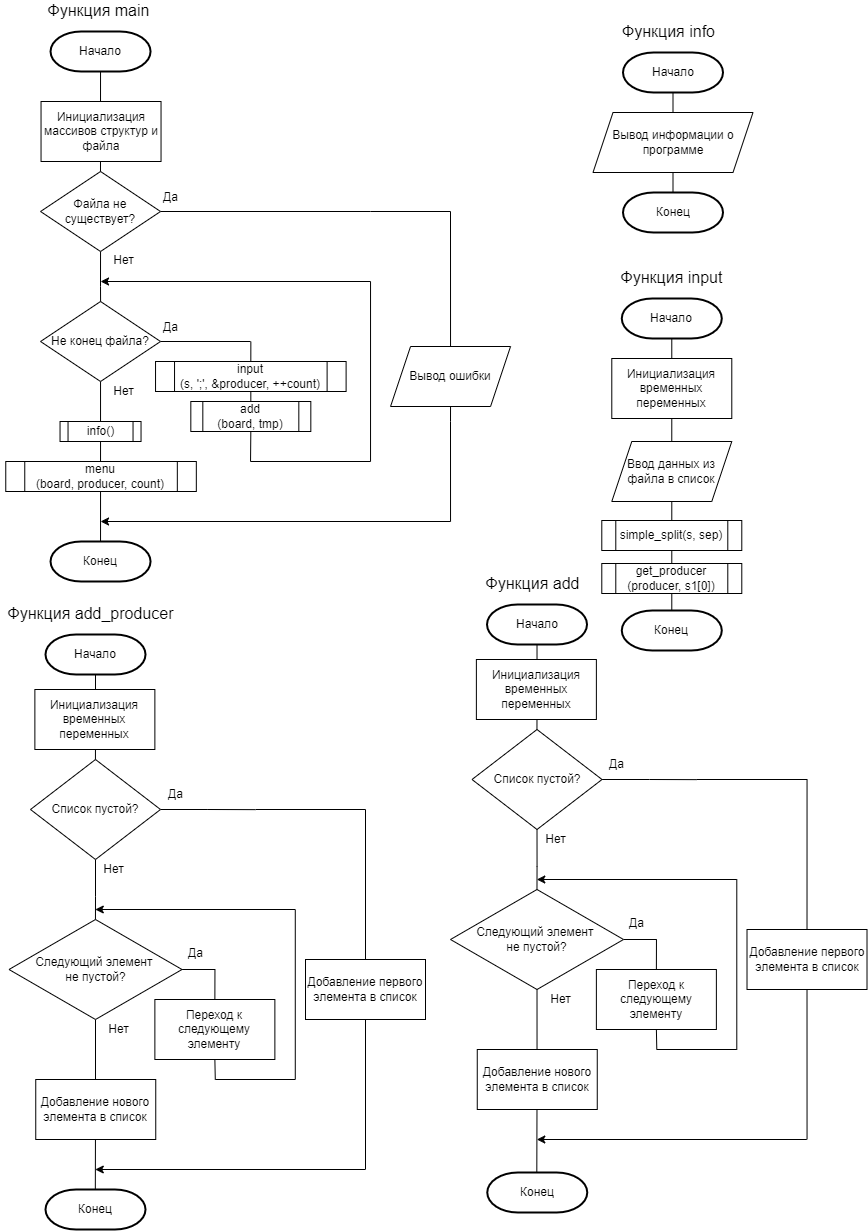 Функция main
Начало
Инициализация
массивов структур и
файла
Файла не
существует?
Да
Нет
Не конец файла?
Да
input
(s, ';', &producer, ++count)
add
(board, tmp)
Нет
info()
menu
(board, producer, count)
Вывод ошибки
Конец
Функция info
Начало
Вывод информации о
программе
Конец
Функция input
Начало
Инициализация
временных
переменных
Ввод данных из
файла в список
simple_split(s, sep)
get_producer
(producer, s1[0])
Конец
Функция add_producer
Начало
Инициализация
временных
переменных
Список пустой?
Да
Нет
Следующий элемент
не пустой?
Да
Переход к
следующему
элементу
Нет
Добавление первого
элемента в список
Добавление нового
элемента в список
Конец
Функция add
Начало
Инициализация
временных
переменных
Список пустой?
Да
Нет
Следующий элемент
не пустой?
Да
Переход к
следующему
элементу
Нет
Добавление первого
элемента в список
Добавление нового
элемента в список
Конец